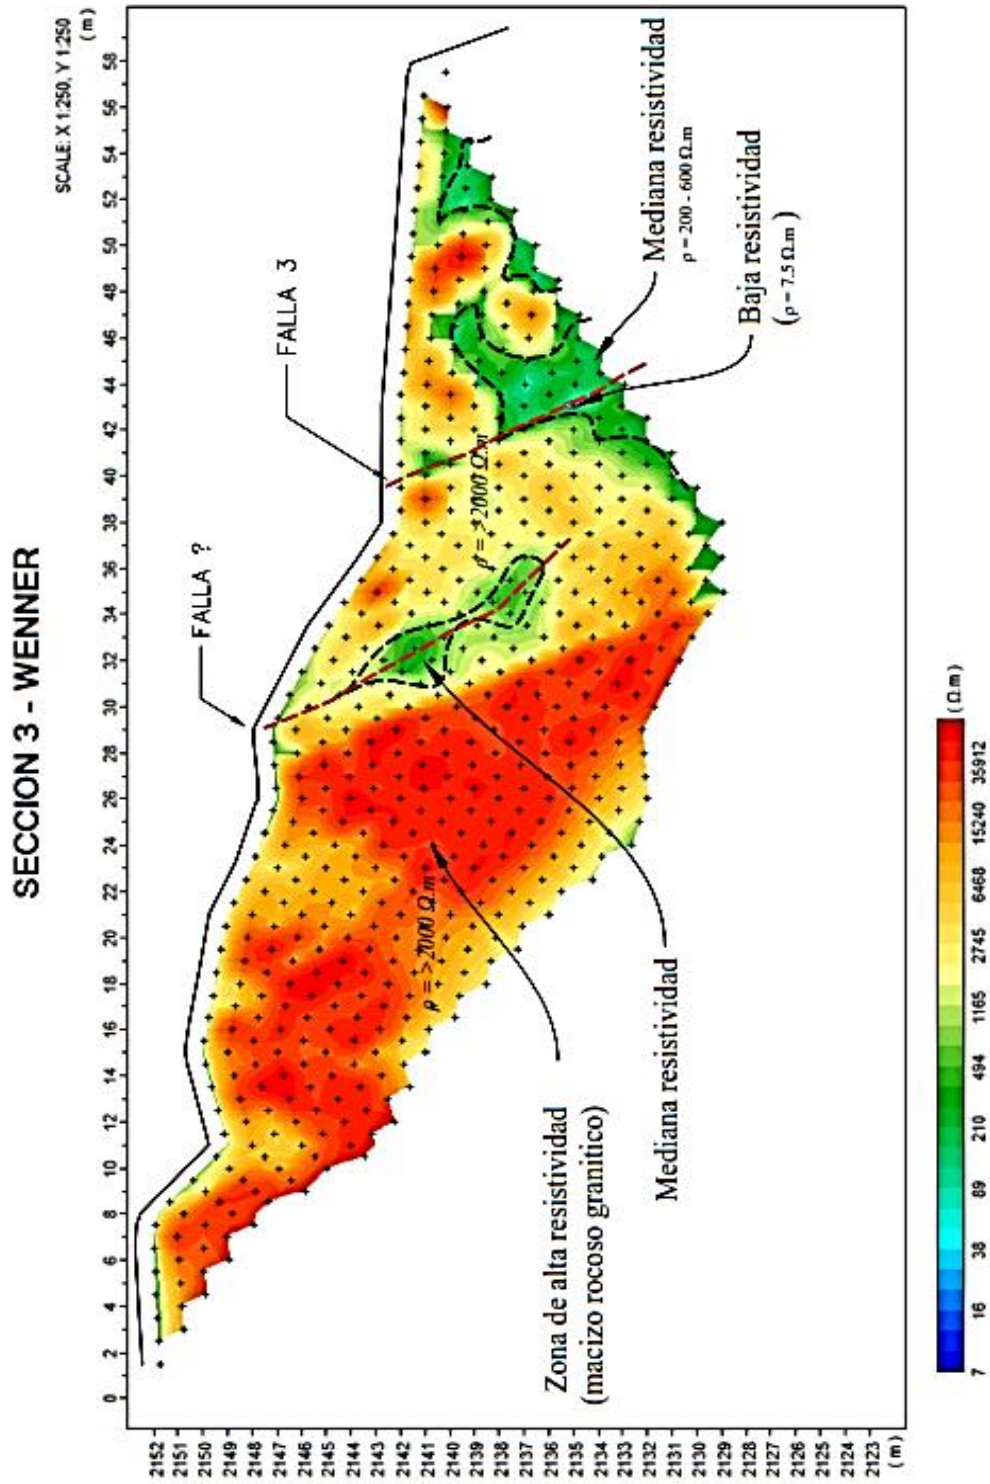 SECCION 3 - WENNER
SCALE: X 1:250, Y 1:250
(m)
0 2 4 6 8 10 12 14 16 18 20 22 24 26 28 30 32 34 36 38 40 42 44 46 48 50 52 54 56 58
FALLA ?
FALLA 3
2152
2151
2150
2149
2148
2147
2146
2145
2144
2143
2142
2141
2140
2139
2138
2137
2136
2135
2134
2133
2132
2131
2130
2129
2128
2127
2126
2125
2124
2123
(m)
ρ = >2000 Ω.m
ρ = >2000 Ω.m
Zona de alta resistividad
(macizo rocoso granitico)
Mediana resistividad
Mediana resistividad
ρ = 200 - 600 Ω.m
Baja resistividad
(ρ = 7.5 Ω.m)
7 16 38 89 210 494 1165 2745 6468 15240 35912
(Ω.m)